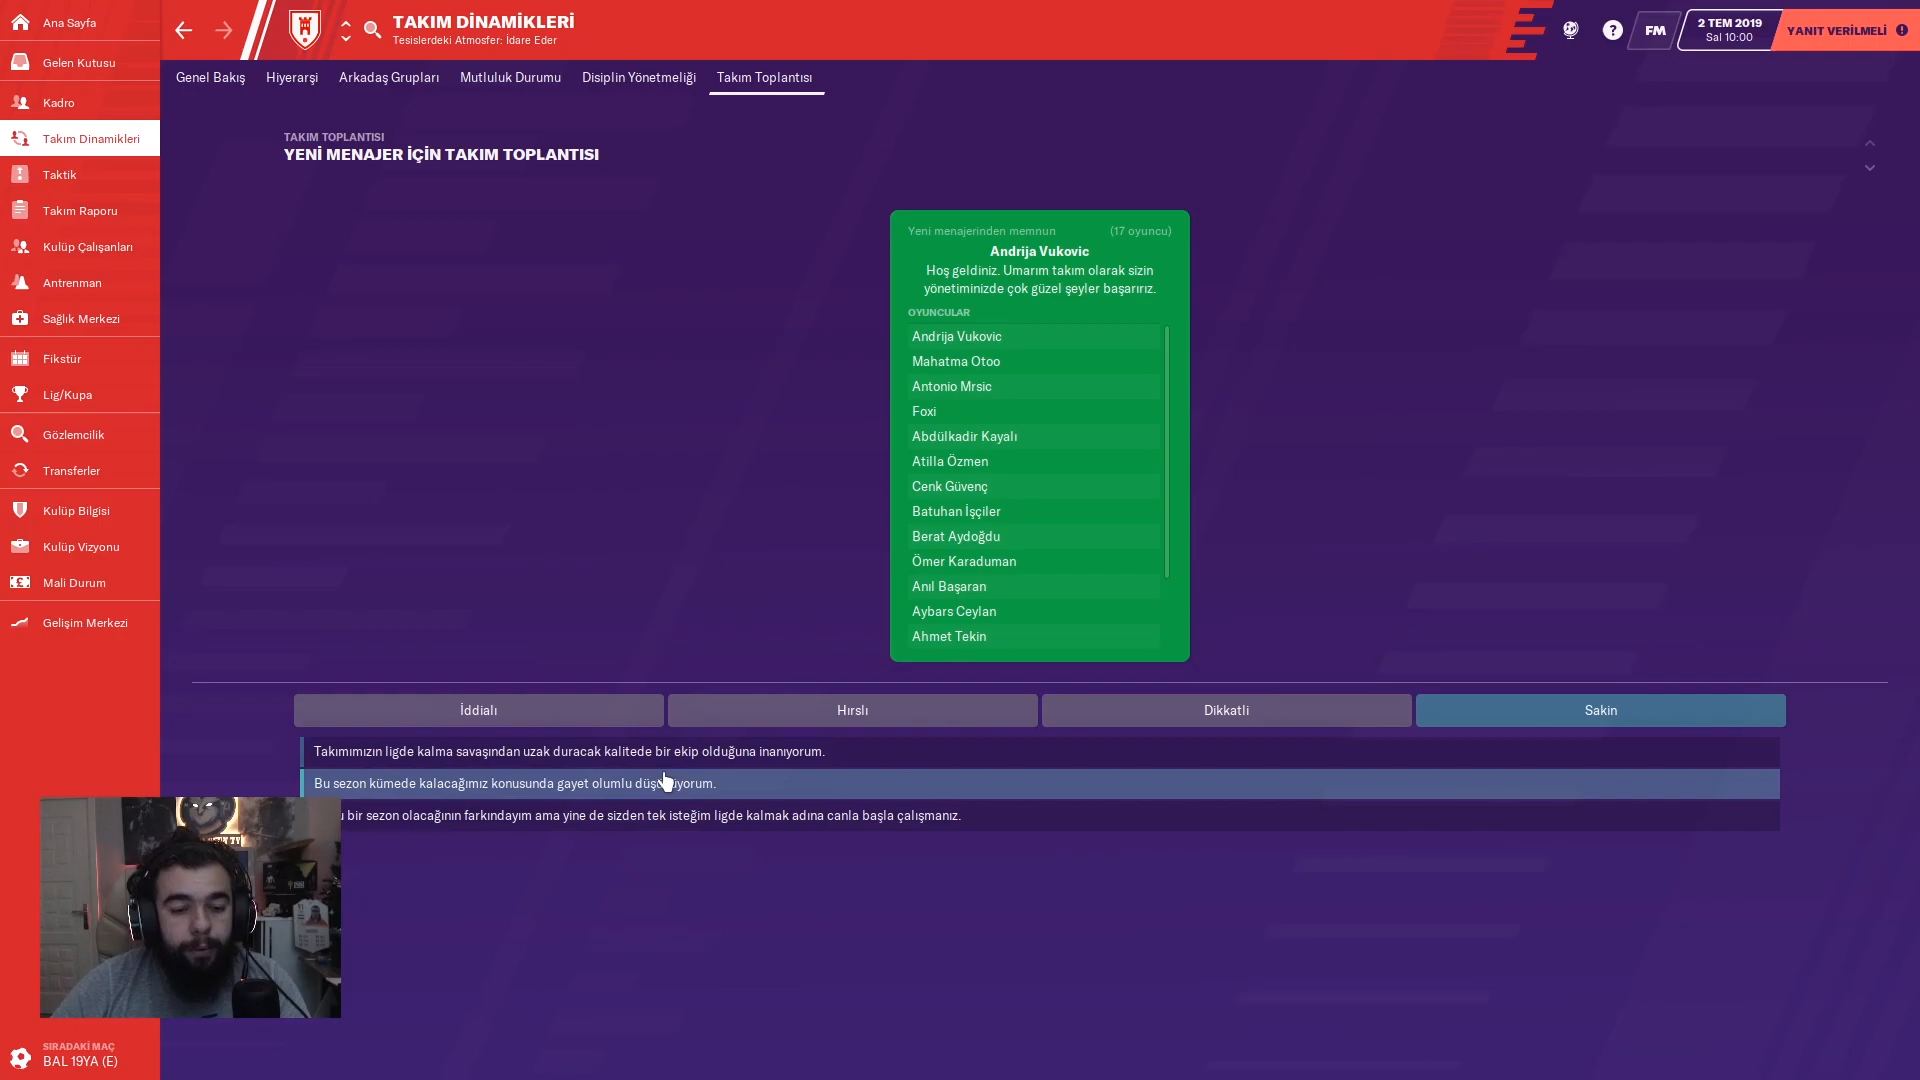 Ana Sayfa
Gelen Kutusu
Kadro
Takım Dinamikleri
Taktik
Takım Raporu
Kulüp Çalışanları
Antrenman
Sağlık Merkezi
Fikstür
Lig/Kupa
Gözlemcilik
Transferler
Kulüp Bilgisi
Kulüp Vizyonu
Mali Durum
Gelişim Merkezi
SIRADAKİ MAÇ
BAL 19YA (E)
TAKIM DİNAMİKLERİ
Tesislerdeki Atmosfer: İdare Eder
FM
2 TEM 2019
Sal 10:00
YANIT VERİLMELİ
Genel Bakış Hiyerarşi Arkadaş Grupları Mutluluk Durumu Disiplin Yönetmeliği Takım Toplantısı
TAKIM TOPLANTISI
YENİ MENAJER İÇİN TAKIM TOPLANTISI
Yeni menajerinden memnun (17 oyuncu)
Andrija Vukovic
Hoş geldiniz. Umarım takım olarak sizin
yönetiminizde çok güzel şeyler başarırız.
OYUNCULAR
Andrija Vukovic
Mahatma Otoo
Antonio Mrsic
Foxi
Abdülkadir Kayalı
Atilla Özmen
Cenk Güvenç
Batuhan İşçiler
Berat Aydoğdu
Ömer Karaduman
Anıl Başaran
Aybars Ceylan
Ahmet Tekin
İddialı Hırslı Dikkatli Sakin
Takımımızın ligde kalma savaşından uzak duracak kalitede bir ekip olduğuna inanıyorum.
Bu sezon kümede kalacağımız konusunda gayet olumlu düşünüyorum.
bir sezon olacağının farkındayım ama yine de sizden tek isteğim ligde kalmak adına canla başla çalışmanız.